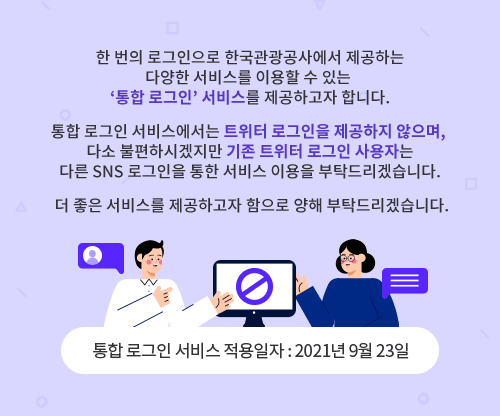 한 번의 로그인으로 한국관광공사에서 제공하는
다양한 서비스를 이용할 수 있는
‘통합 로그인’ 서비스를 제공하고자 합니다.
통합 로그인 서비스에서는 트위터 로그인을 제공하지 않으며,
다소 불편하시겠지만 기존 트위터 로그인 사용자는
다른 SNS 로그인을 통한 서비스 이용을 부탁드리겠습니다.
더 좋은 서비스를 제공하고자 함으로 양해 부탁드리겠습니다.
통합 로그인 서비스 적용일자 : 2021년 9월 23일